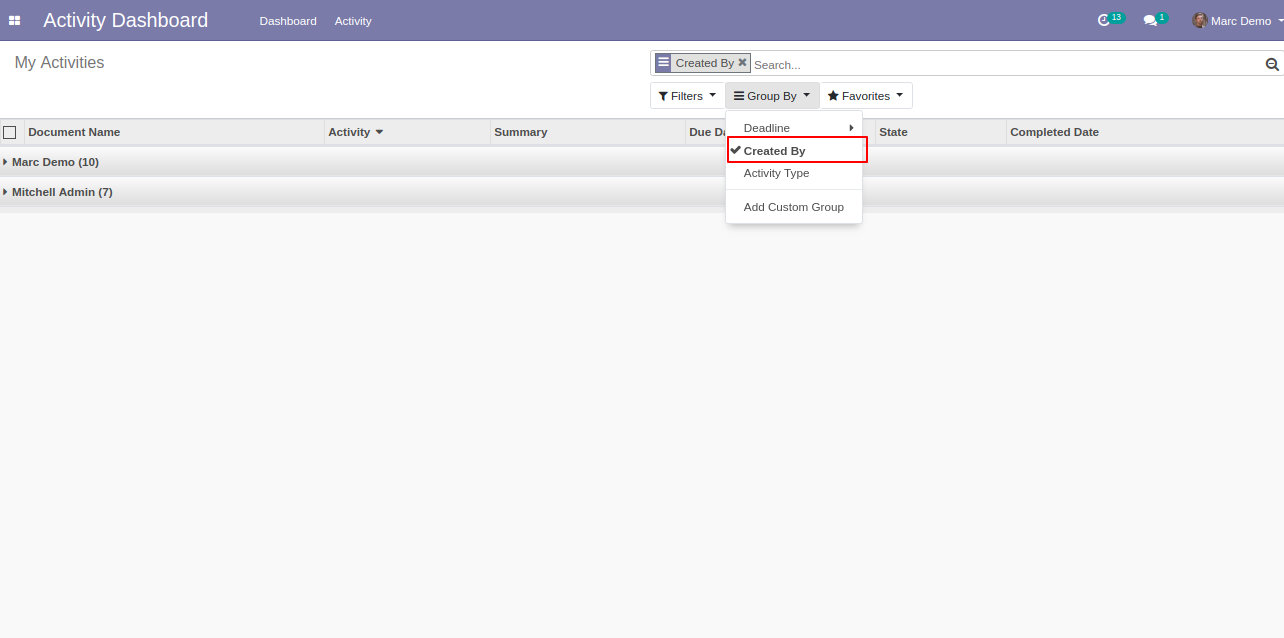 Activity Dashboard Dashboard Activity 13 1 Marc Demo
My Activities
Created By Search...
Filters Group By Favorites
Document Name Activity Summary Due State Completed Date
Deadline
Created By
Activity Type
Add Custom Group
Marc Demo (10)
Mitchell Admin (7)